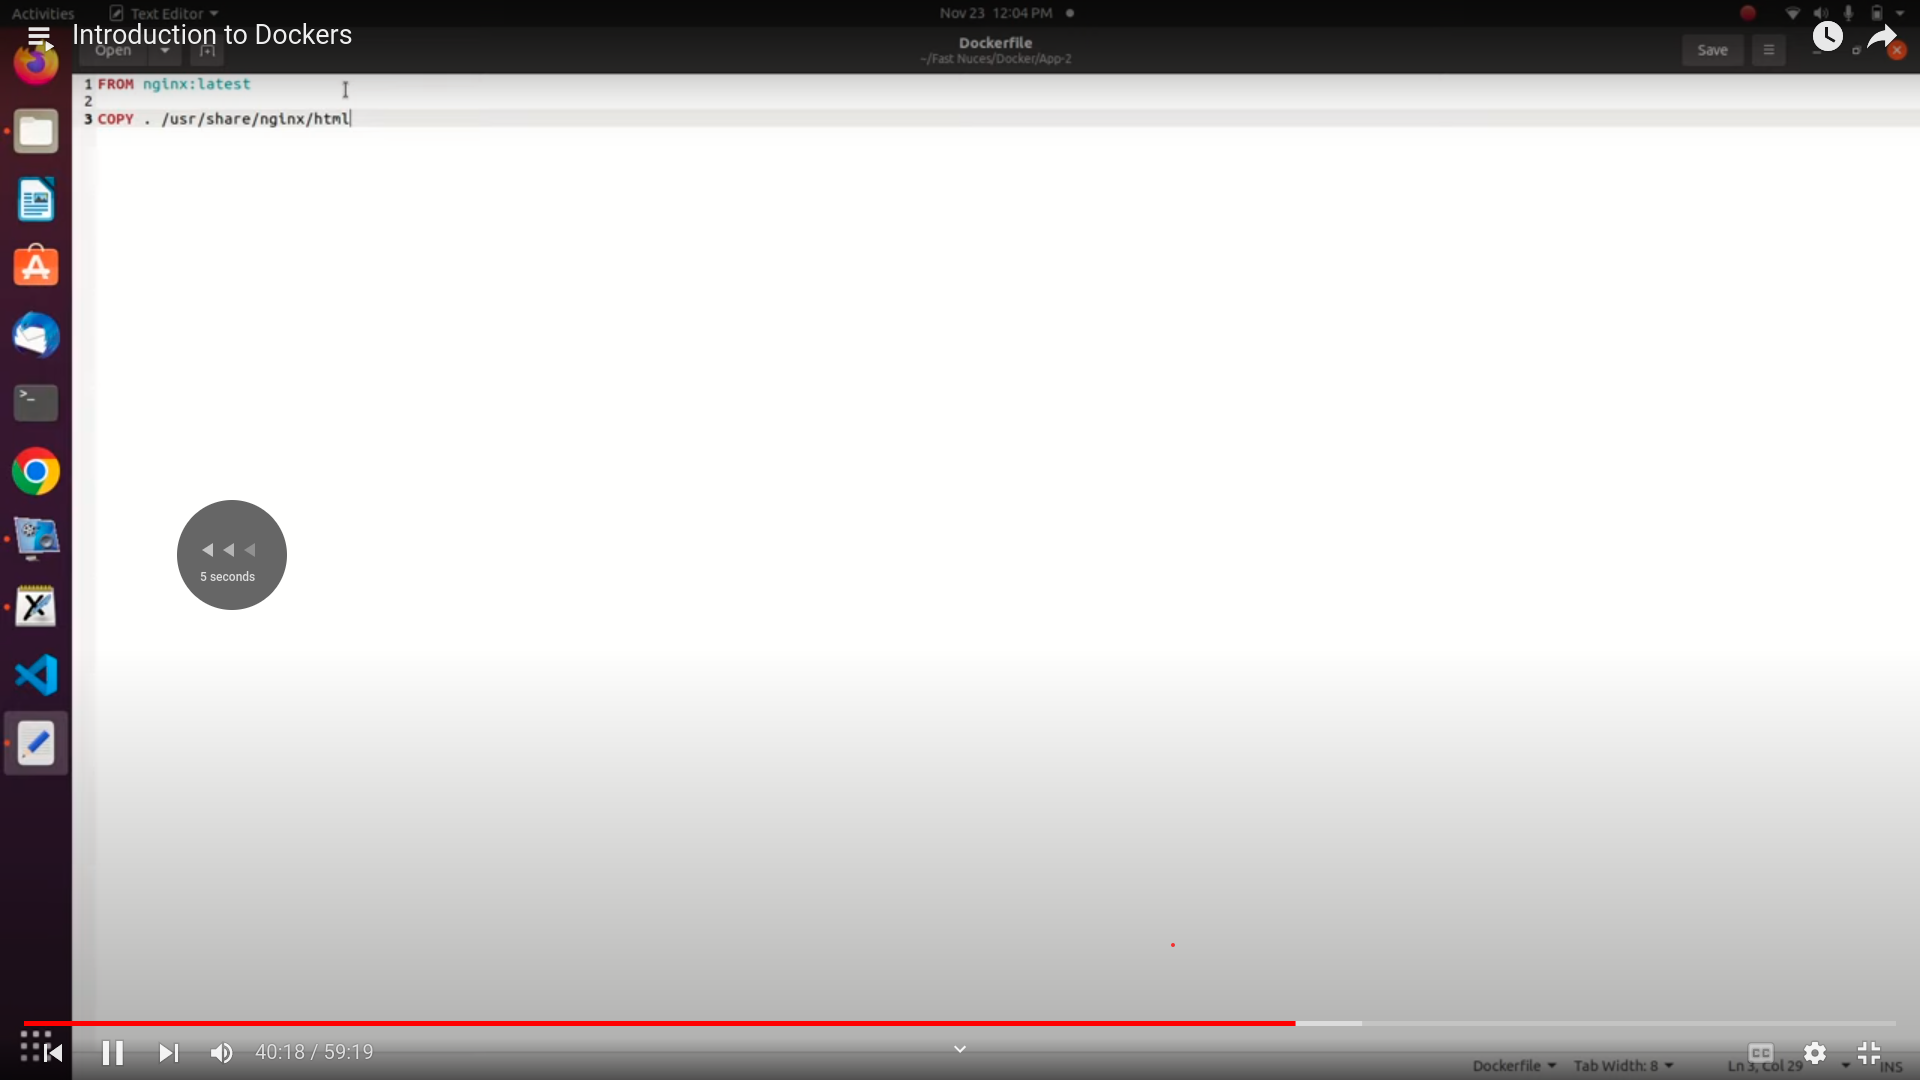 Activities
Text Editor
Nov 23 12:04 PM
Introduction to Dockers
Open
Dockerfile
~/Fast Nuces/Docker/App-2
Save
1 FROM nginx:latest
2
3 COPY . /usr/share/nginx/html
5 seconds
40:18 / 59:19
CC
Dockerfile
Tab Width: 8
Ln 3, Col 29
INS